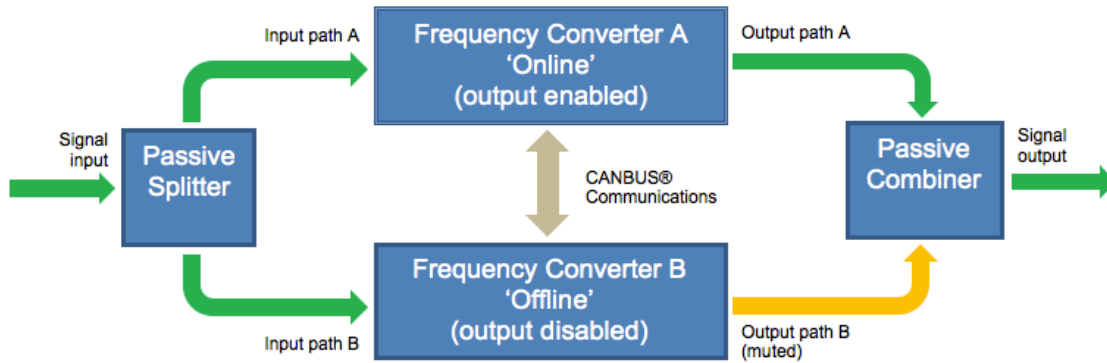 Input path A
Frequency Converter A
‘Online’
(output enabled)
Output path A
Signal
input
Passive
Splitter
CANBUS®
Communications
Passive
Combiner
Signal
output
Input path B
Frequency Converter B
‘Offline’
(output disabled)
Output path B
(muted)